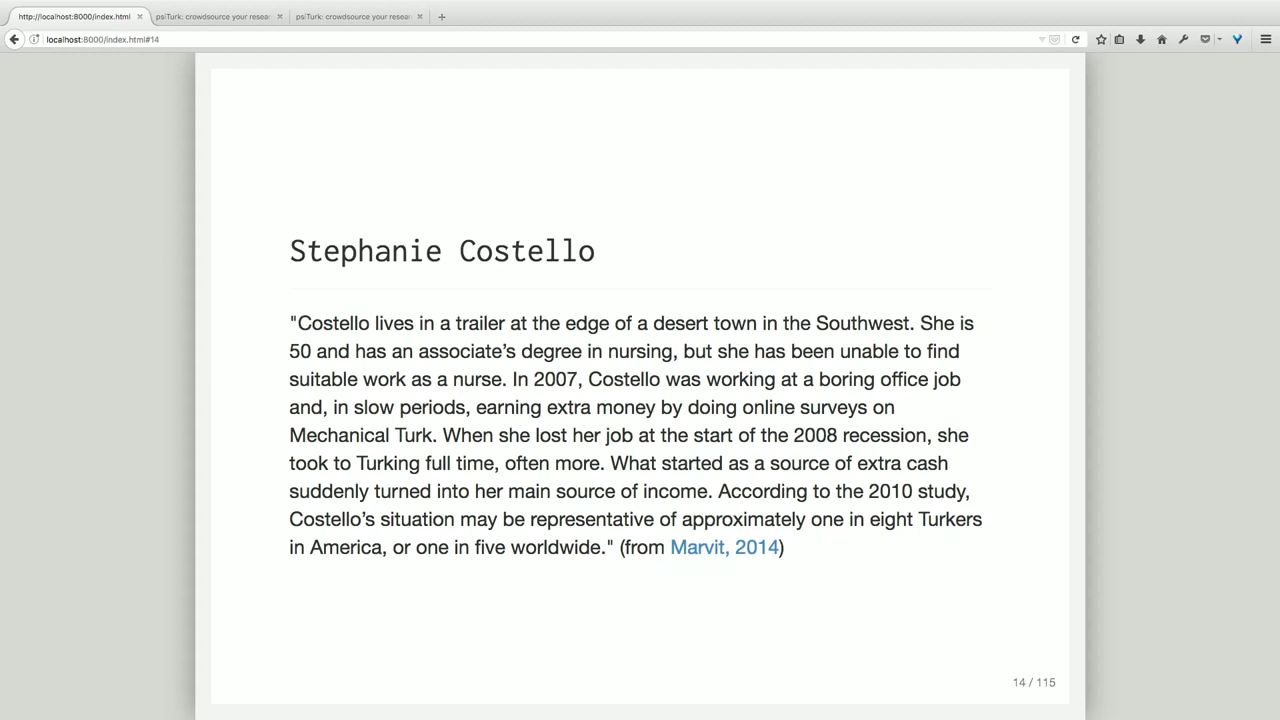 http://localhost:8000/index.html
psiTurk: crowdsource your resear
psiTurk: crowdsource your resear
localhost:8000/index.html#14
Stephanie Costello
"Costello lives in a trailer at the edge of a desert town in the Southwest. She is
50 and has an associate’s degree in nursing, but she has been unable to find
suitable work as a nurse. In 2007, Costello was working at a boring office job
and, in slow periods, earning extra money by doing online surveys on
Mechanical Turk. When she lost her job at the start of the 2008 recession, she
took to Turking full time, often more. What started as a source of extra cash
suddenly turned into her main source of income. According to the 2010 study,
Costello’s situation may be representative of approximately one in eight Turkers
in America, or one in five worldwide." (from Marvit, 2014)
14 / 115